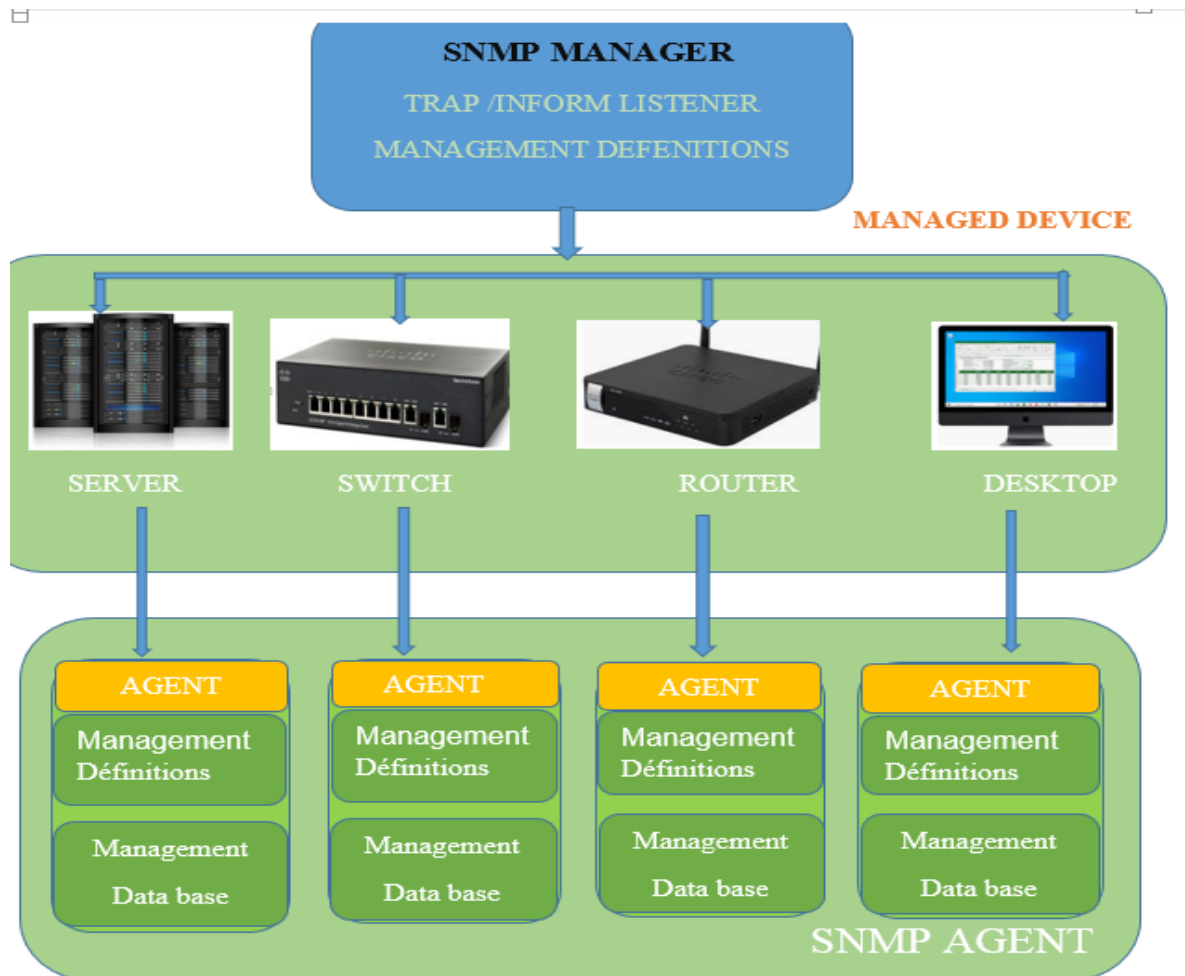 SNMP MANAGER
TRAP /INFORM LISTENER
MANAGEMENT DEFENITIONS
MANAGED DEVICE
SERVER
SWITCH
ROUTER
DESKTOP
AGENT
Management
Définitions
Management
Data base
AGENT
Management
Définitions
Management
Data base
AGENT
Management
Définitions
Management
Data base
AGENT
Management
Définitions
Management
Data base
SNMP AGENT